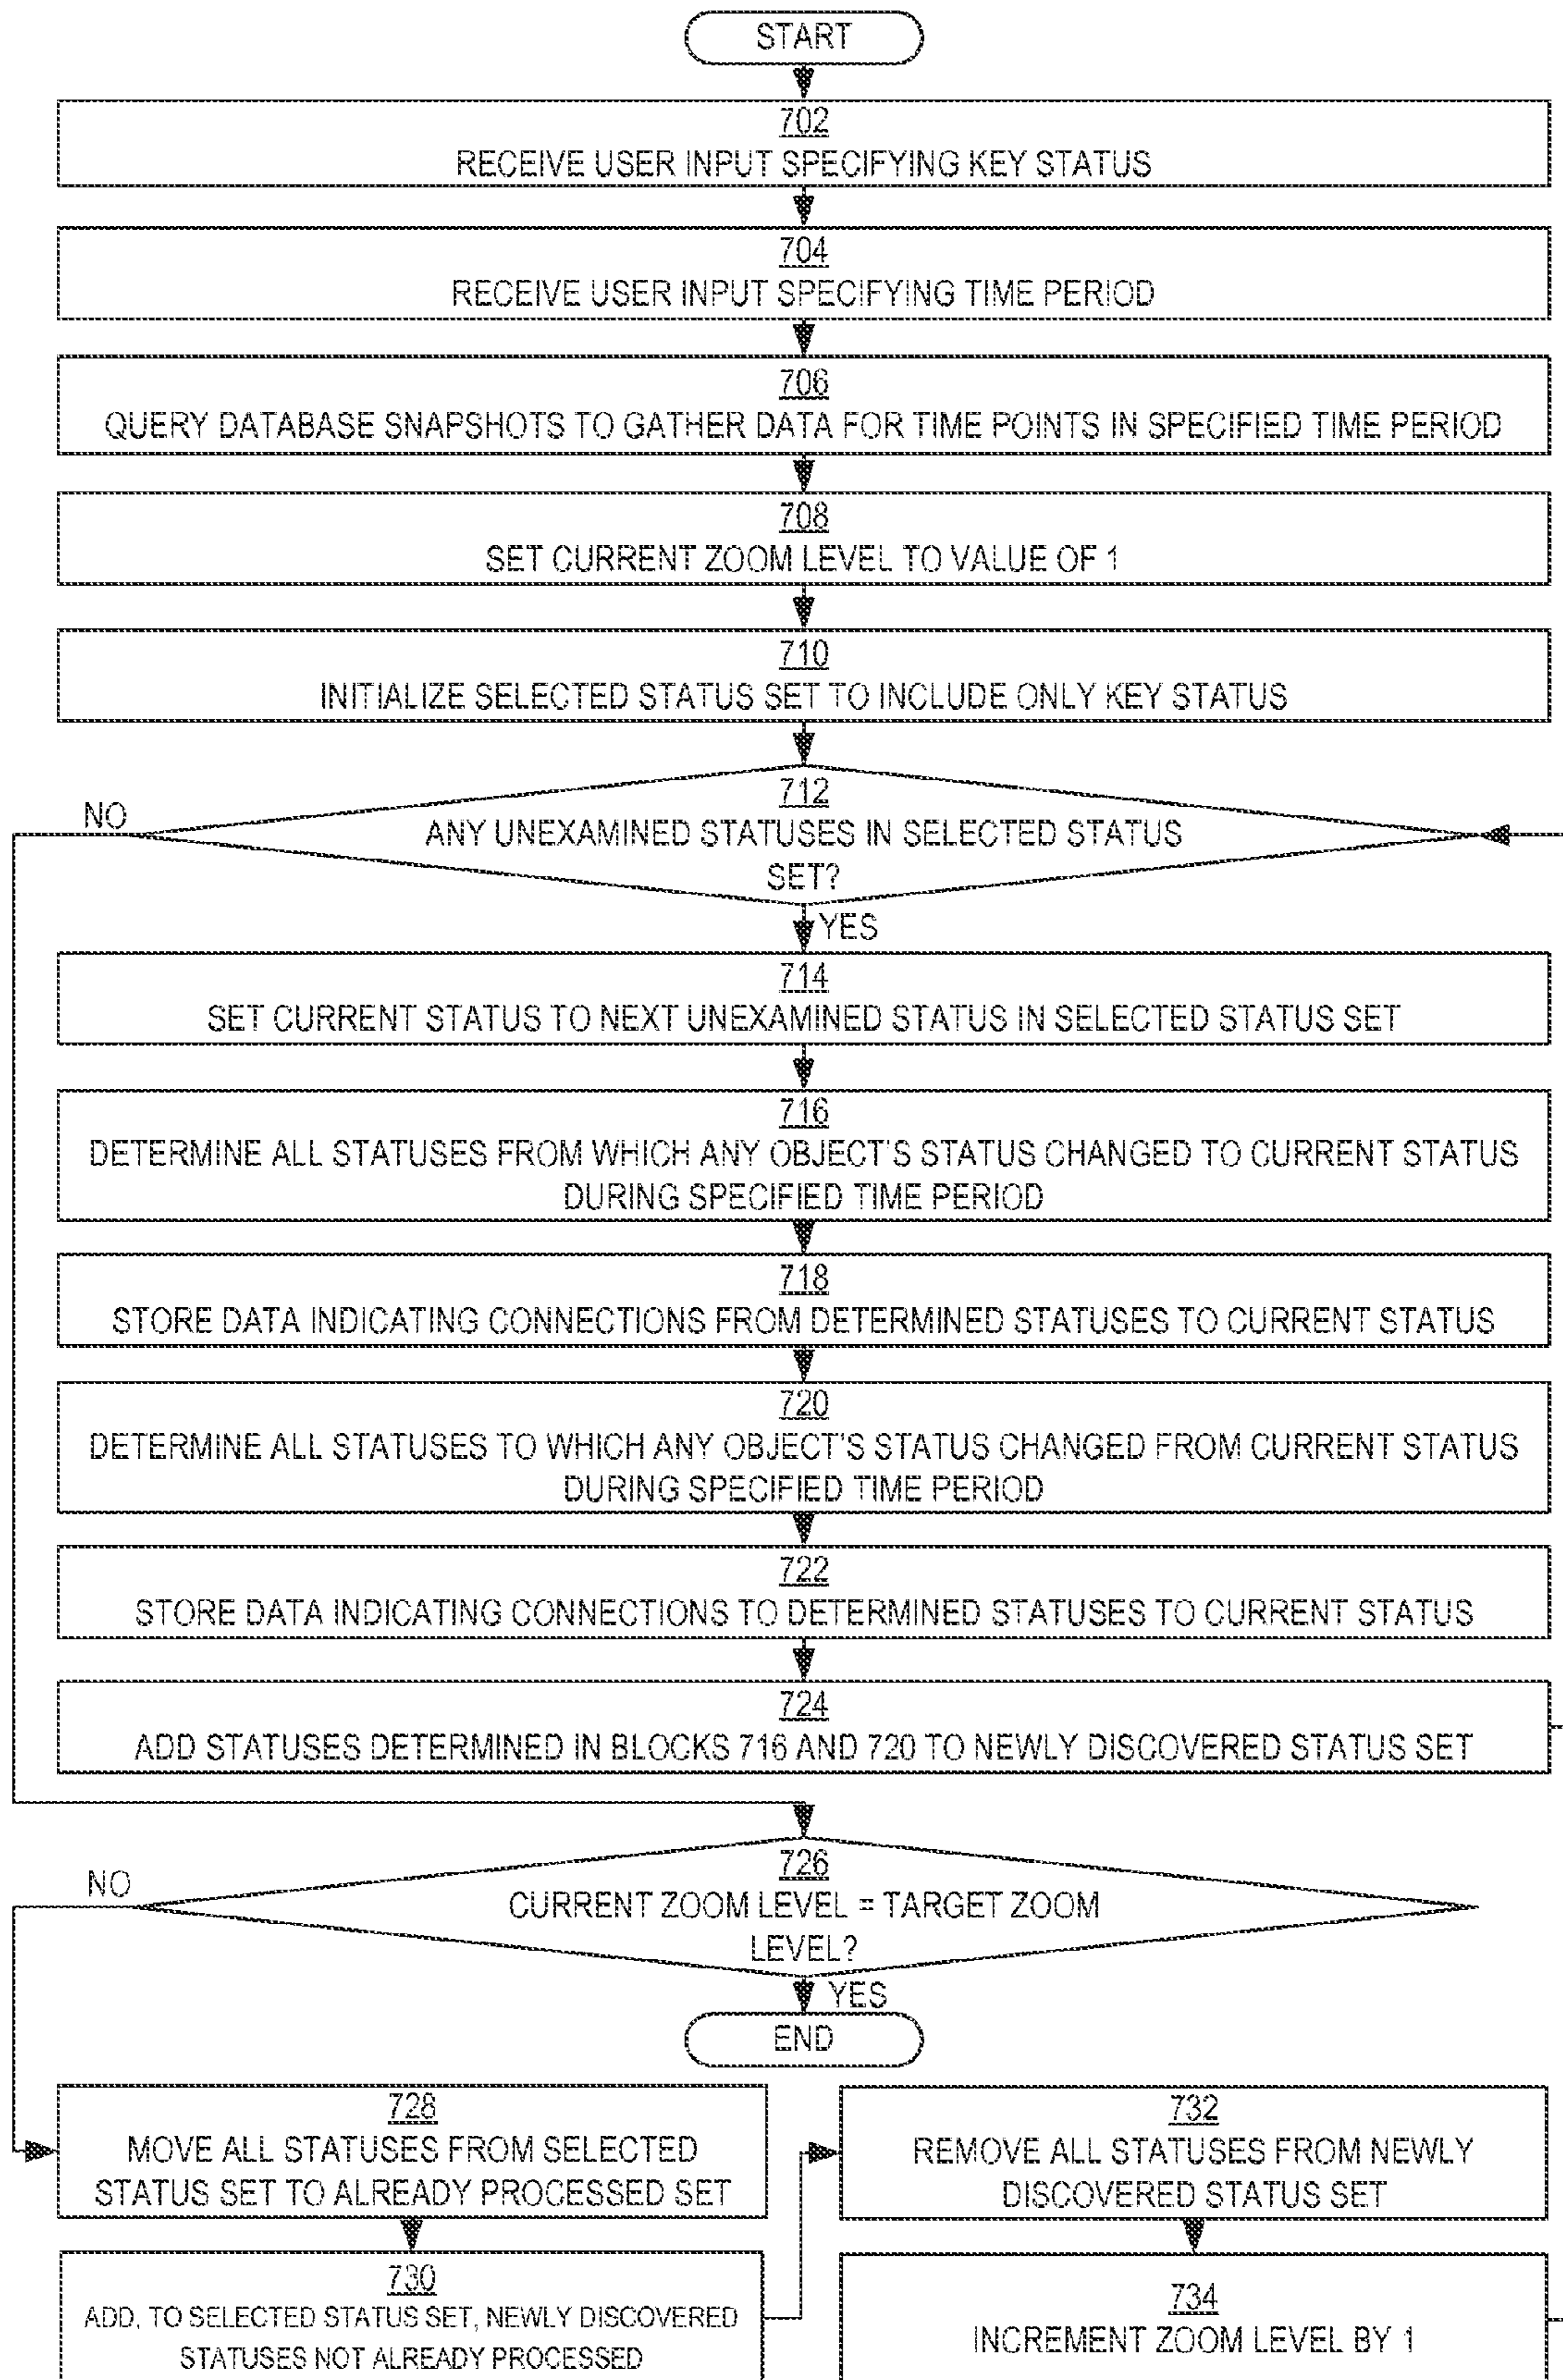 START
702
RECEIVE USER INPUT SPECIFYING KEY STATUS
704
RECEIVE USER INPUT SPECIFYING TIME PERIOD
706
QUERY DATABASE SNAPSHOTS TO GATHER DATA FOR TIME POINTS IN SPECIFIED TIME PERIOD
708
SET CURRENT ZOOM LEVEL TO VALUE OF 1
710
INITIALIZE SELECTED STATUS SET TO INCLUDE ONLY KEY STATUS
712
NO
ANY UNEXAMINED STATUSES IN SELECTED STATUS
SET?
YES
714
SET CURRENT STATUS TO NEXT UNEXAMINED STATUS IN SELECTED STATUS SET
716
DETERMINE ALL STATUSES FROM WHICH ANY OBJECT'S STATUS CHANGED TO CURRENT STATUS
DURING SPECIFIED TIME PERIOD
718
STORE DATA INDICATING CONNECTIONS FROM DETERMINED STATUSES TO CURRENT STATUS
720
DETERMINE ALL STATUSES TO WHICH ANY OBJECT'S STATUS CHANGED FROM CURRENT STATUS
DURING SPECIFIED TIME PERIOD
722
STORE DATA INDICATING CONNECTIONS TO DETERMINED STATUSES TO CURRENT STATUS
724
ADD STATUSES DETERMINED IN BLOCKS 716 AND 720 TO NEWLY DISCOVERED STATUS SET
726
NO
CURRENT ZOOM LEVEL = TARGET ZOOM
LEVEL?
YES
END
728
MOVE ALL STATUSES FROM SELECTED
STATUS SET TO ALREADY PROCESSED SET
730
ADD, TO SELECTED STATUS SET, NEWLY DISCOVERED
STATUSES NOT ALREADY PROCESSED
732
REMOVE ALL STATUSES FROM NEWLY
DISCOVERED STATUS SET
734
INCREMENT ZOOM LEVEL BY 1